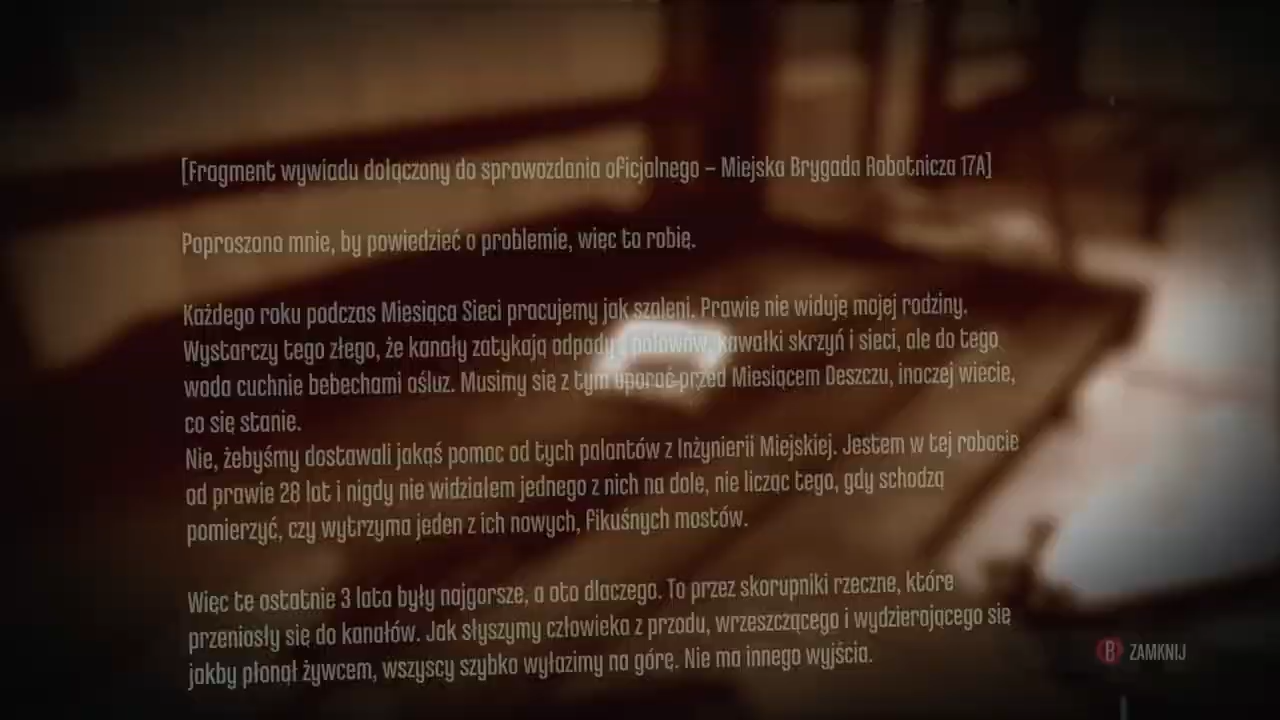 [Fragment wywiadu dołączony do sprawozdania oficjalnego – Miejska Brygada Robotnicza 17A]
Poproszono mnie, by powiedzieć o problemie, więc to robię.
Każdego roku podczas Miesiąca Sieci pracujemy jak szaleni. Prawie nie widuję mojej rodziny.
Wystarczy tego złego, że kanały zatykają odpady z połowów, kawałki skrzyń i sieci, ale do tego
woda cuchnie bebechami ośluz. Musimy się z tym uporać przed Miesiącem Deszczu, inaczej wiecie,
co się stanie.
Nie, żebyśmy dostawali jakąś pomoc od tych palantów z Inżynierii Miejskiej. Jestem w tej robocie
od prawie 28 lat i nigdy nie widziałem jednego z nich na dole, nie licząc tego, gdy schodzą
pomierzyć, czy wytrzyma jeden z ich nowych, fikuśnych mostów.
Więc te ostatnie 3 lata były najgorsze, a oto dlaczego. To przez skorupniki rzeczne, które
przeniosły się do kanałów. Jak słyszymy człowieka z przodu, wrzeszczącego i wydzierającego się
jakby płonął żywcem, wszyscy szybko wyłazimy na górę. Nie ma innego wyjścia.
B ZAMKNIJ